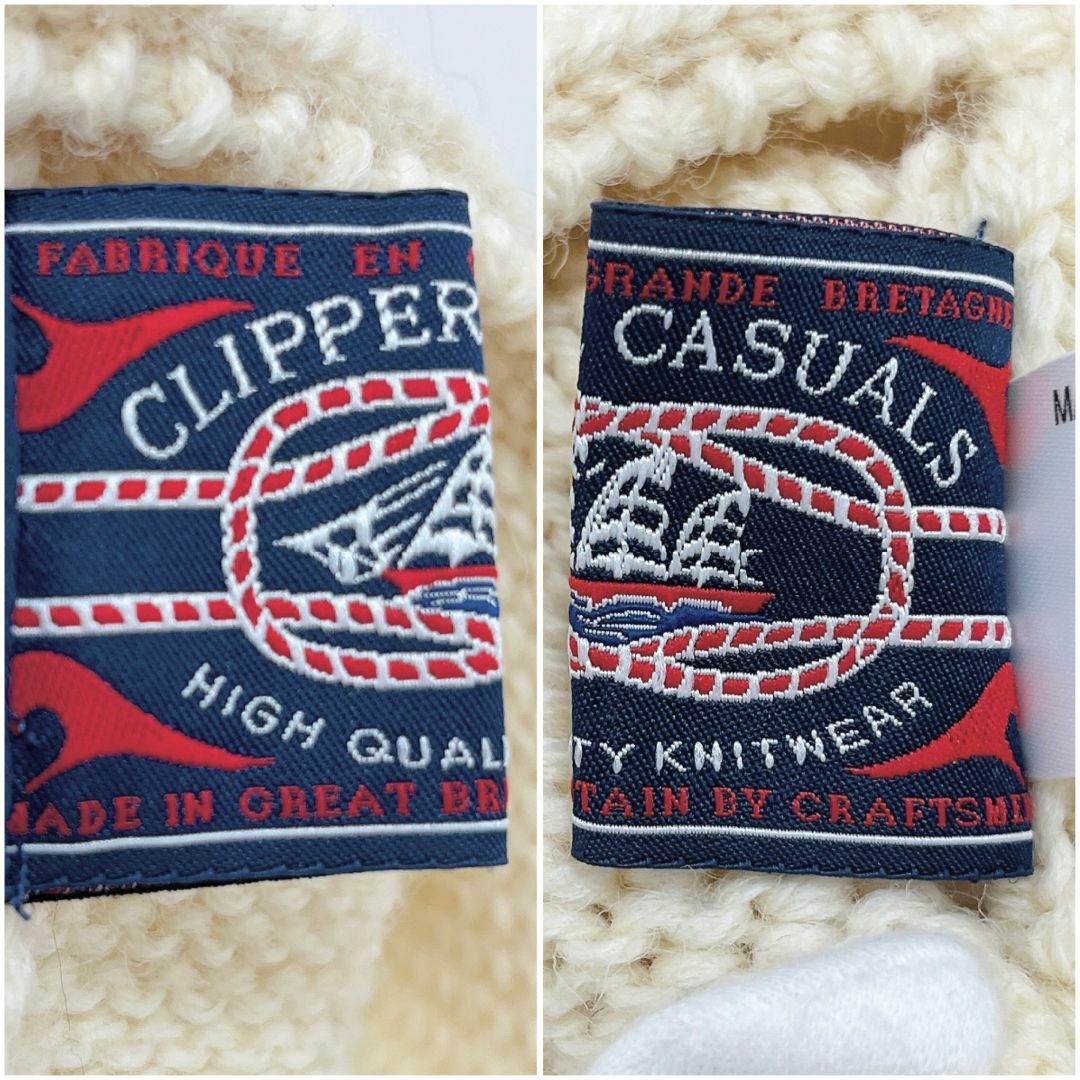 FABRIQUE EN
CLIPPER
HIGH QUAL
MADE IN GREAT BR
GRANDE BRETAGNE
CASUALS
TY KNITWEAR
TAIN BY CRAFTSMEN